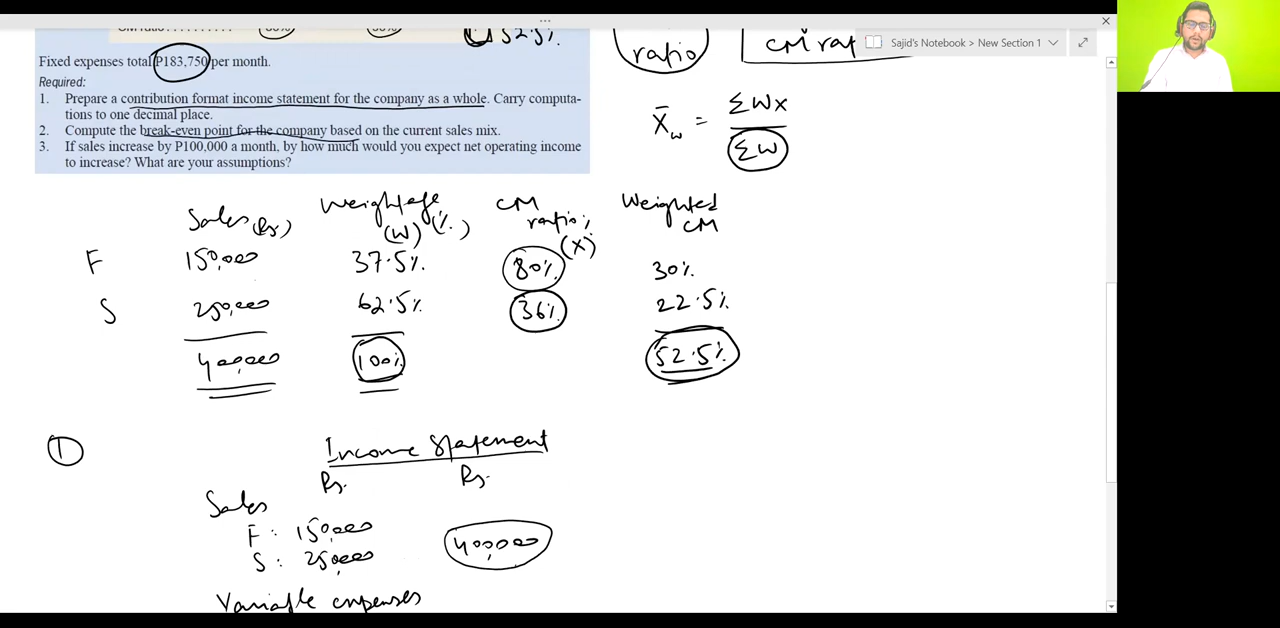 52.5%
Fixed expenses total P183,750 per month.
Required:
1. Prepare a contribution format income statement for the company as a whole. Carry computa-
tions to one decimal place.
2. Compute the break-even point for the company based on the current sales mix.
3. If sales increase by P100,000 a month, by how much would you expect net operating income
to increase? What are your assumptions?
ratio
CM rat
Sajid's Notebook > New Section 1
X̄w = ΣWX / ΣW
Sales (Rs) Weightage (W) (%) CM ratio% (X) Weighted CM
F 150,000 37.5% 80% 30%
S 250,000 62.5% 36% 22.5%
400,000 100% 52.5%
① Income Statement
Rs. Rs.
Sales
F: 150,000
S: 250,000 400,000
Variable expenses